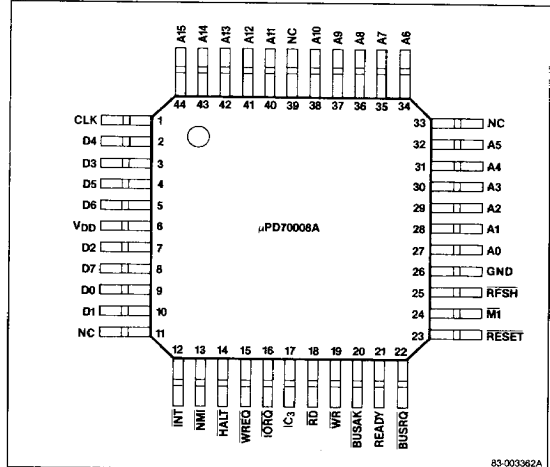 A15 A14 A13 A12 A11 NC A10 A9 A8 A7 A6
44 43 42 41 40 39 38 37 36 35 34
CLK 1
D4 2
D3 3
D5 4
D6 5
VDD 6
D2 7
D7 8
D0 9
D1 10
NC 11
μPD70008A
33 NC
32 A5
31 A4
30 A3
29 A2
28 A1
27 A0
26 GND
25 RFSH
24 M1
23 RESET
12 13 14 15 16 17 18 19 20 21 22
INT NMI HALT WREQ IORQ IC3 RD WR BUSAK READY BUSRQ
83-003362A